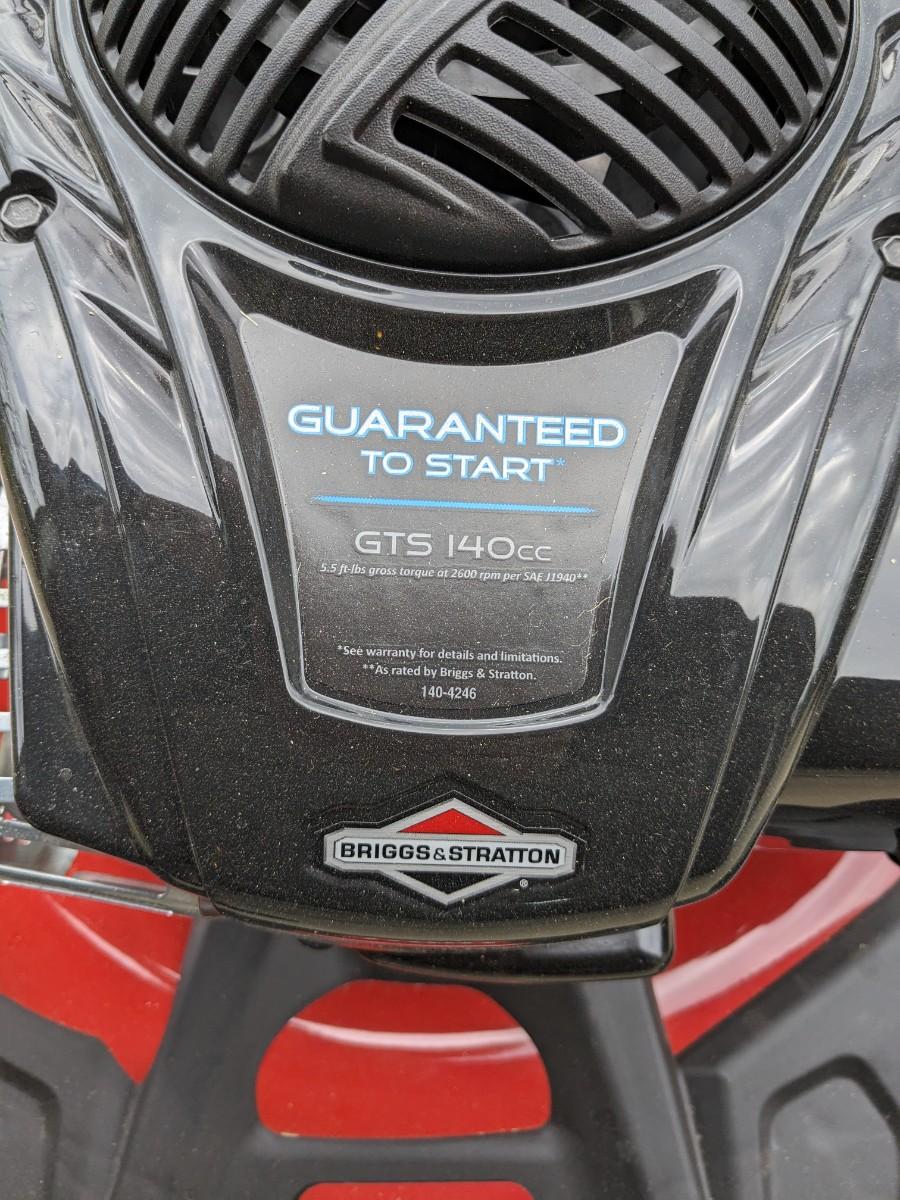 GUARANTEED
TO START*
GTS 140cc
5.5 ft-lbs gross torque at 2600 rpm per SAE J1940**
*See warranty for details and limitations.
**As rated by Briggs & Stratton.
140-4246
BRIGGS&STRATTON
®